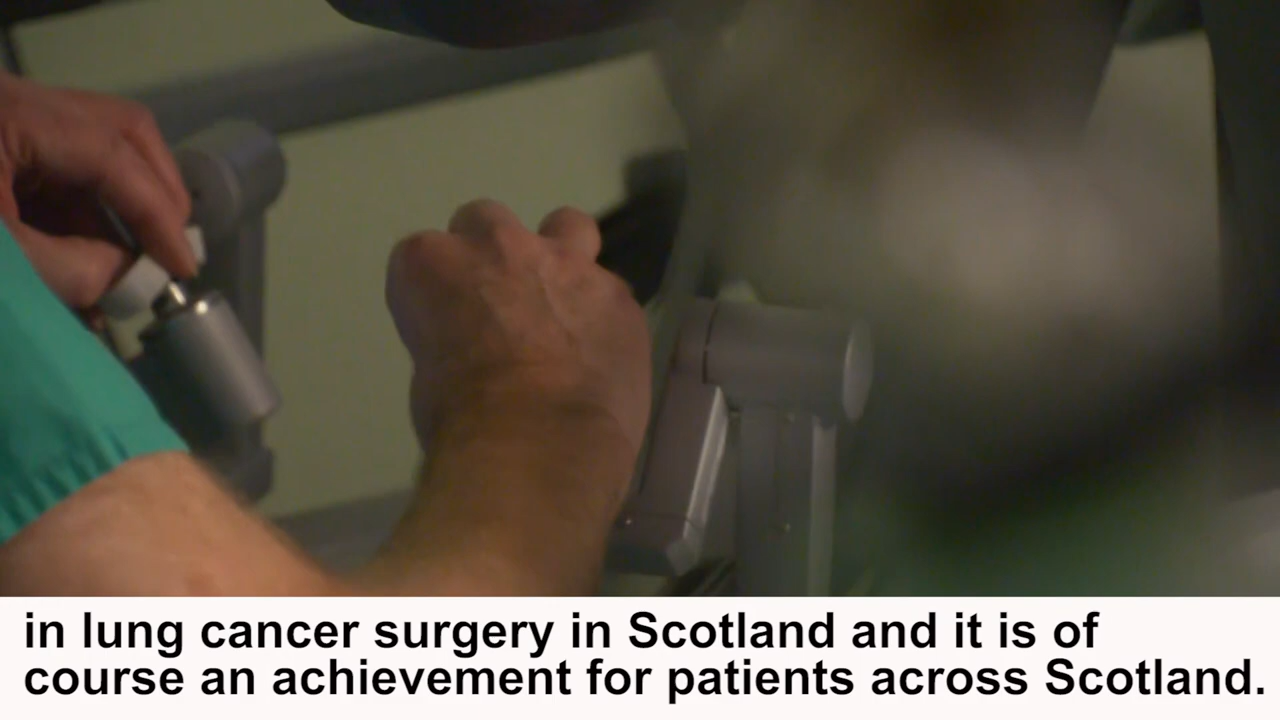 in lung cancer surgery in Scotland and it is of
course an achievement for patients across Scotland.